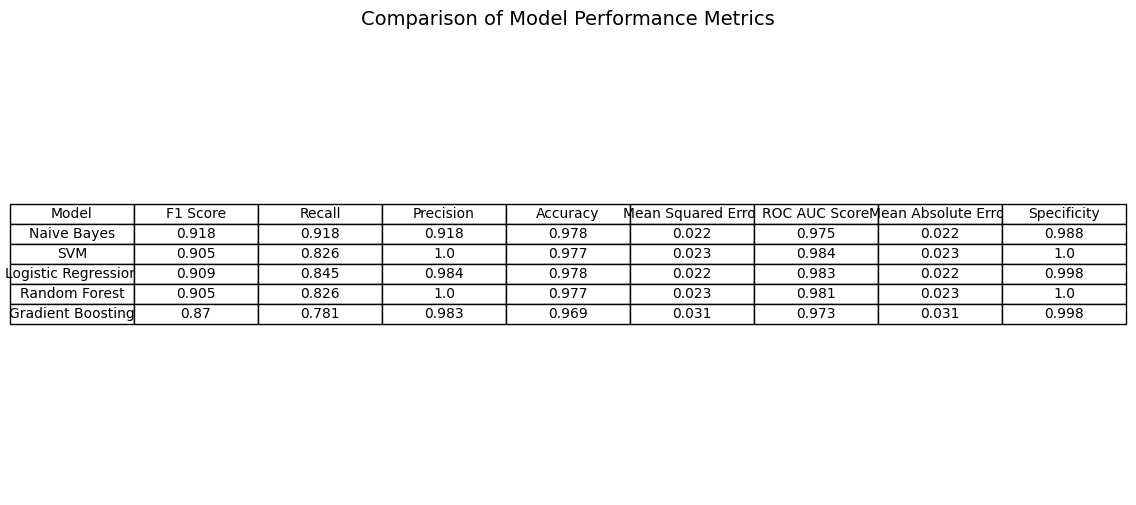 Comparison of Model Performance Metrics
Model F1 Score Recall Precision Accuracy Mean Squared Erro ROC AUC Score Mean Absolute Erro Specificity
Naive Bayes 0.918 0.918 0.918 0.978 0.022 0.975 0.022 0.988
SVM 0.905 0.826 1.0 0.977 0.023 0.984 0.023 1.0
Logistic Regression 0.909 0.845 0.984 0.978 0.022 0.983 0.022 0.998
Random Forest 0.905 0.826 1.0 0.977 0.023 0.981 0.023 1.0
Gradient Boosting 0.87 0.781 0.983 0.969 0.031 0.973 0.031 0.998